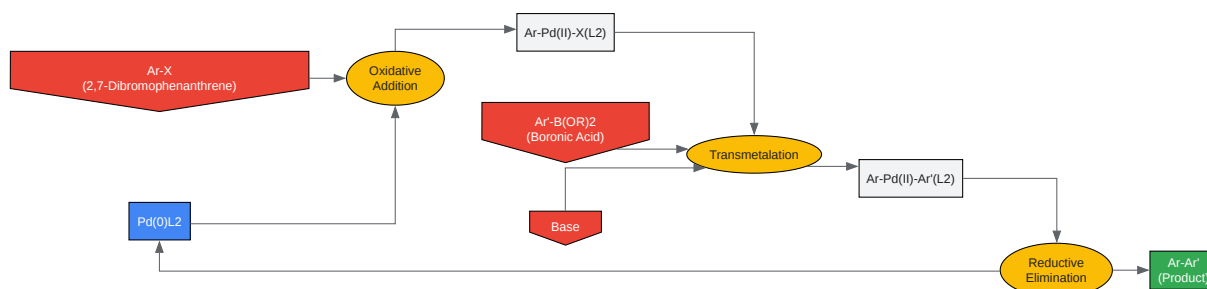 Ar-X
(2,7-Dibromophenanthrene)
Oxidative
Addition
Ar-Pd(II)-X(L2)
Ar'-B(OR)2
(Boronic Acid)
Transmetalation
Ar-Pd(II)-Ar'(L2)
Pd(0)L2
Base
Reductive
Elimination
Ar-Ar'
(Product)